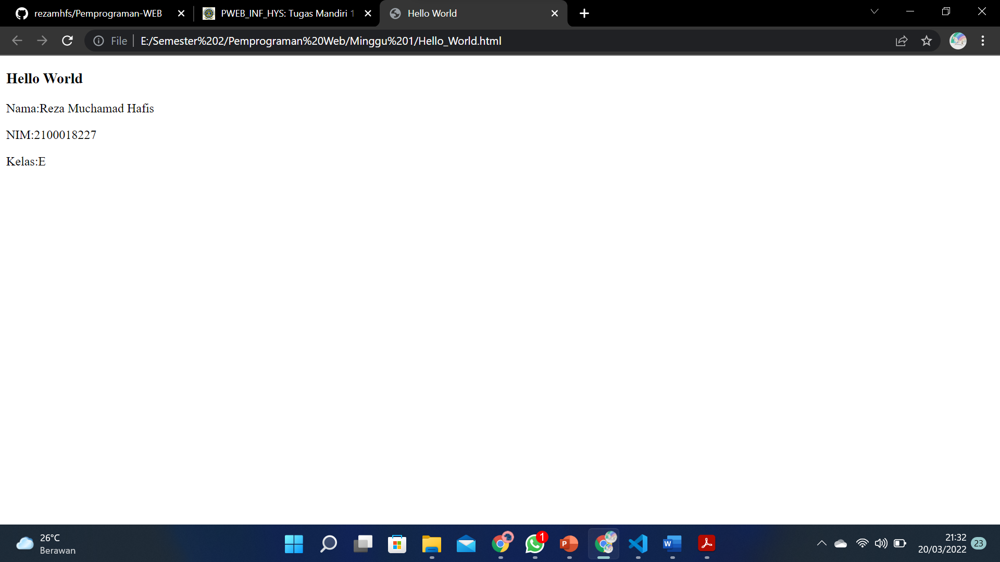 rezamhfs/Pemprograman-WEB
PWEB_INF_HYS: Tugas Mandiri 1
Hello World
File
E:/Semester%202/Pemprograman%20Web/Minggu%201/Hello_World.html
Hello World
Nama:Reza Muchamad Hafis
NIM:2100018227
Kelas:E
26°C
Berawan
1
P
W
21:32
20/03/2022
23